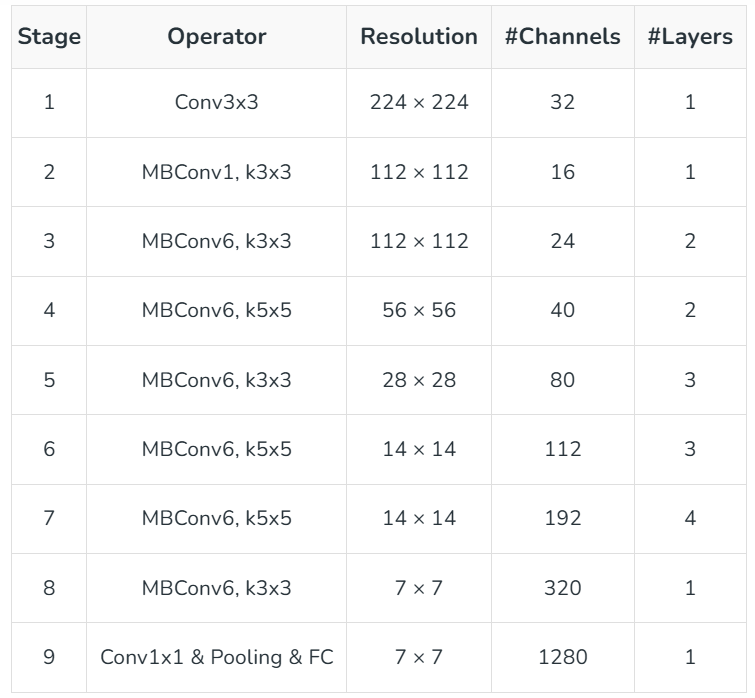 Stage Operator Resolution #Channels #Layers
1 Conv3x3 224 × 224 32 1
2 MBConv1, k3x3 112 × 112 16 1
3 MBConv6, k3x3 112 × 112 24 2
4 MBConv6, k5x5 56 × 56 40 2
5 MBConv6, k3x3 28 × 28 80 3
6 MBConv6, k5x5 14 × 14 112 3
7 MBConv6, k5x5 14 × 14 192 4
8 MBConv6, k3x3 7 × 7 320 1
9 Conv1x1 & Pooling & FC 7 × 7 1280 1